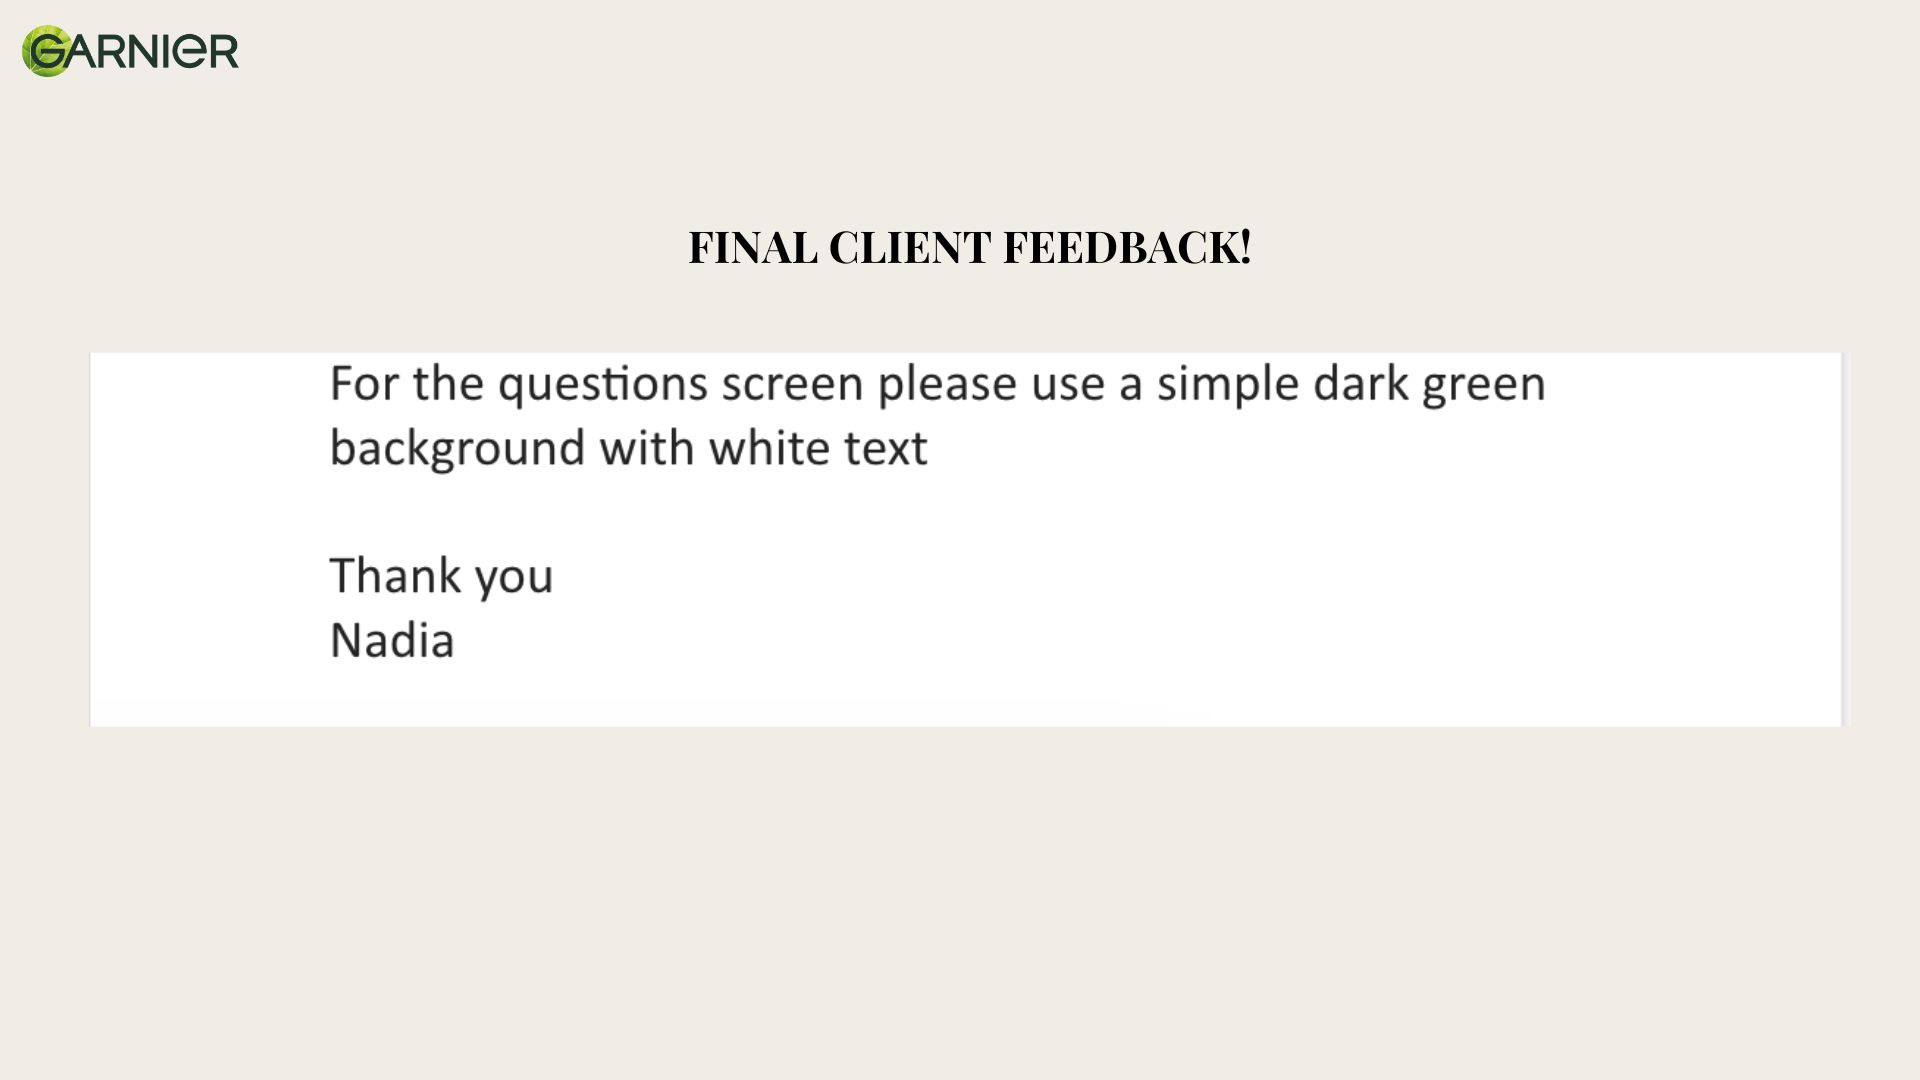 GARNIER
FINAL CLIENT FEEDBACK!
For the questions screen please use a simple dark green
background with white text
Thank you
Nadia